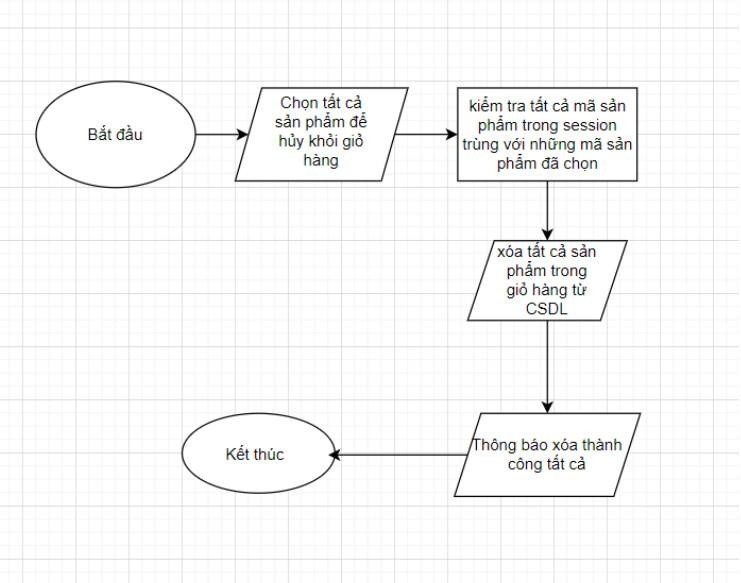 Bắt đầu
Chọn tất cả
sản phẩm để
hủy khỏi giỏ
hàng
kiểm tra tất cả mã sản
phẩm trong session
trùng với những mã sản
phẩm đã chọn
xóa tất cả sản
phẩm trong
giỏ hàng từ
CSDL
Thông báo xóa thành
công tất cả
Kết thúc